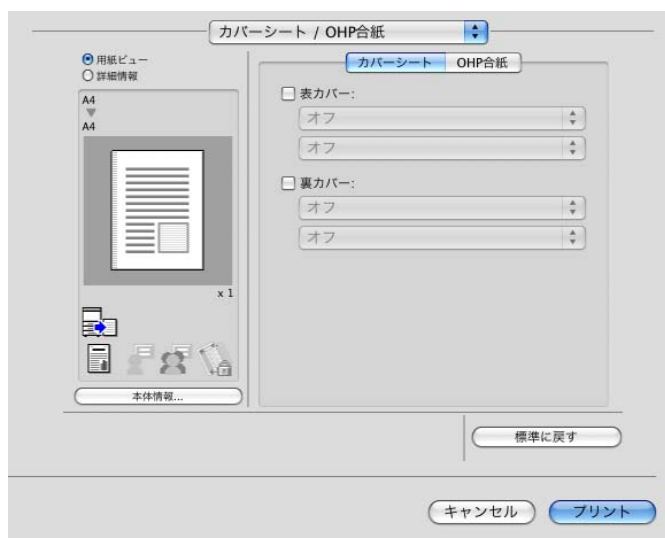 カバーシート / OHP合紙
用紙ビュー
詳細情報
A4
A4
x 1
本体情報...
カバーシート
OHP合紙
表カバー:
オフ
オフ
裏カバー:
オフ
オフ
標準に戻す
キャンセル
プリント